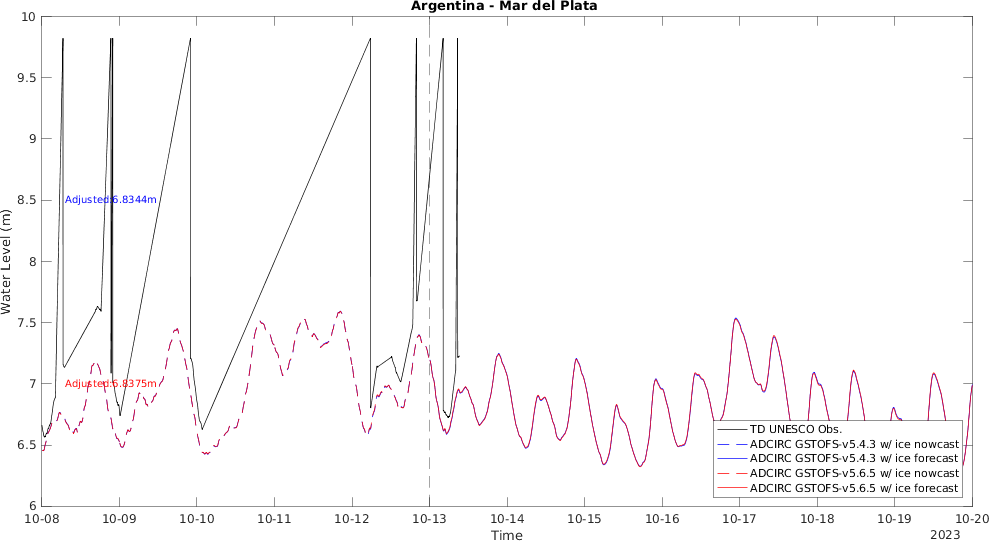 Argentina - Mar del Plata
Water Level (m)
10
9.5
9
8.5
8
7.5
7
6.5
6
Adjusted:6.8344m
Adjusted:6.8375m
TD UNESCO Obs.
ADCIRC GSTOFS-v5.4.3 w/ ice nowcast
ADCIRC GSTOFS-v5.4.3 w/ ice forecast
ADCIRC GSTOFS-v5.6.5 w/ ice nowcast
ADCIRC GSTOFS-v5.6.5 w/ ice forecast
10-08 10-09 10-10 10-11 10-12 10-13 10-14 10-15 10-16 10-17 10-18 10-19 10-20
Time
2023